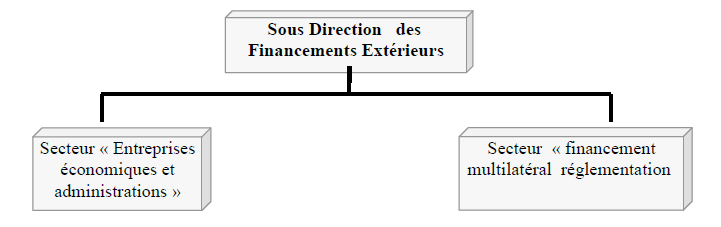 Sous Direction des
Financements Extérieurs
Secteur « Entreprises
économiques et
administrations »
Secteur « financement
multilatéral réglementation